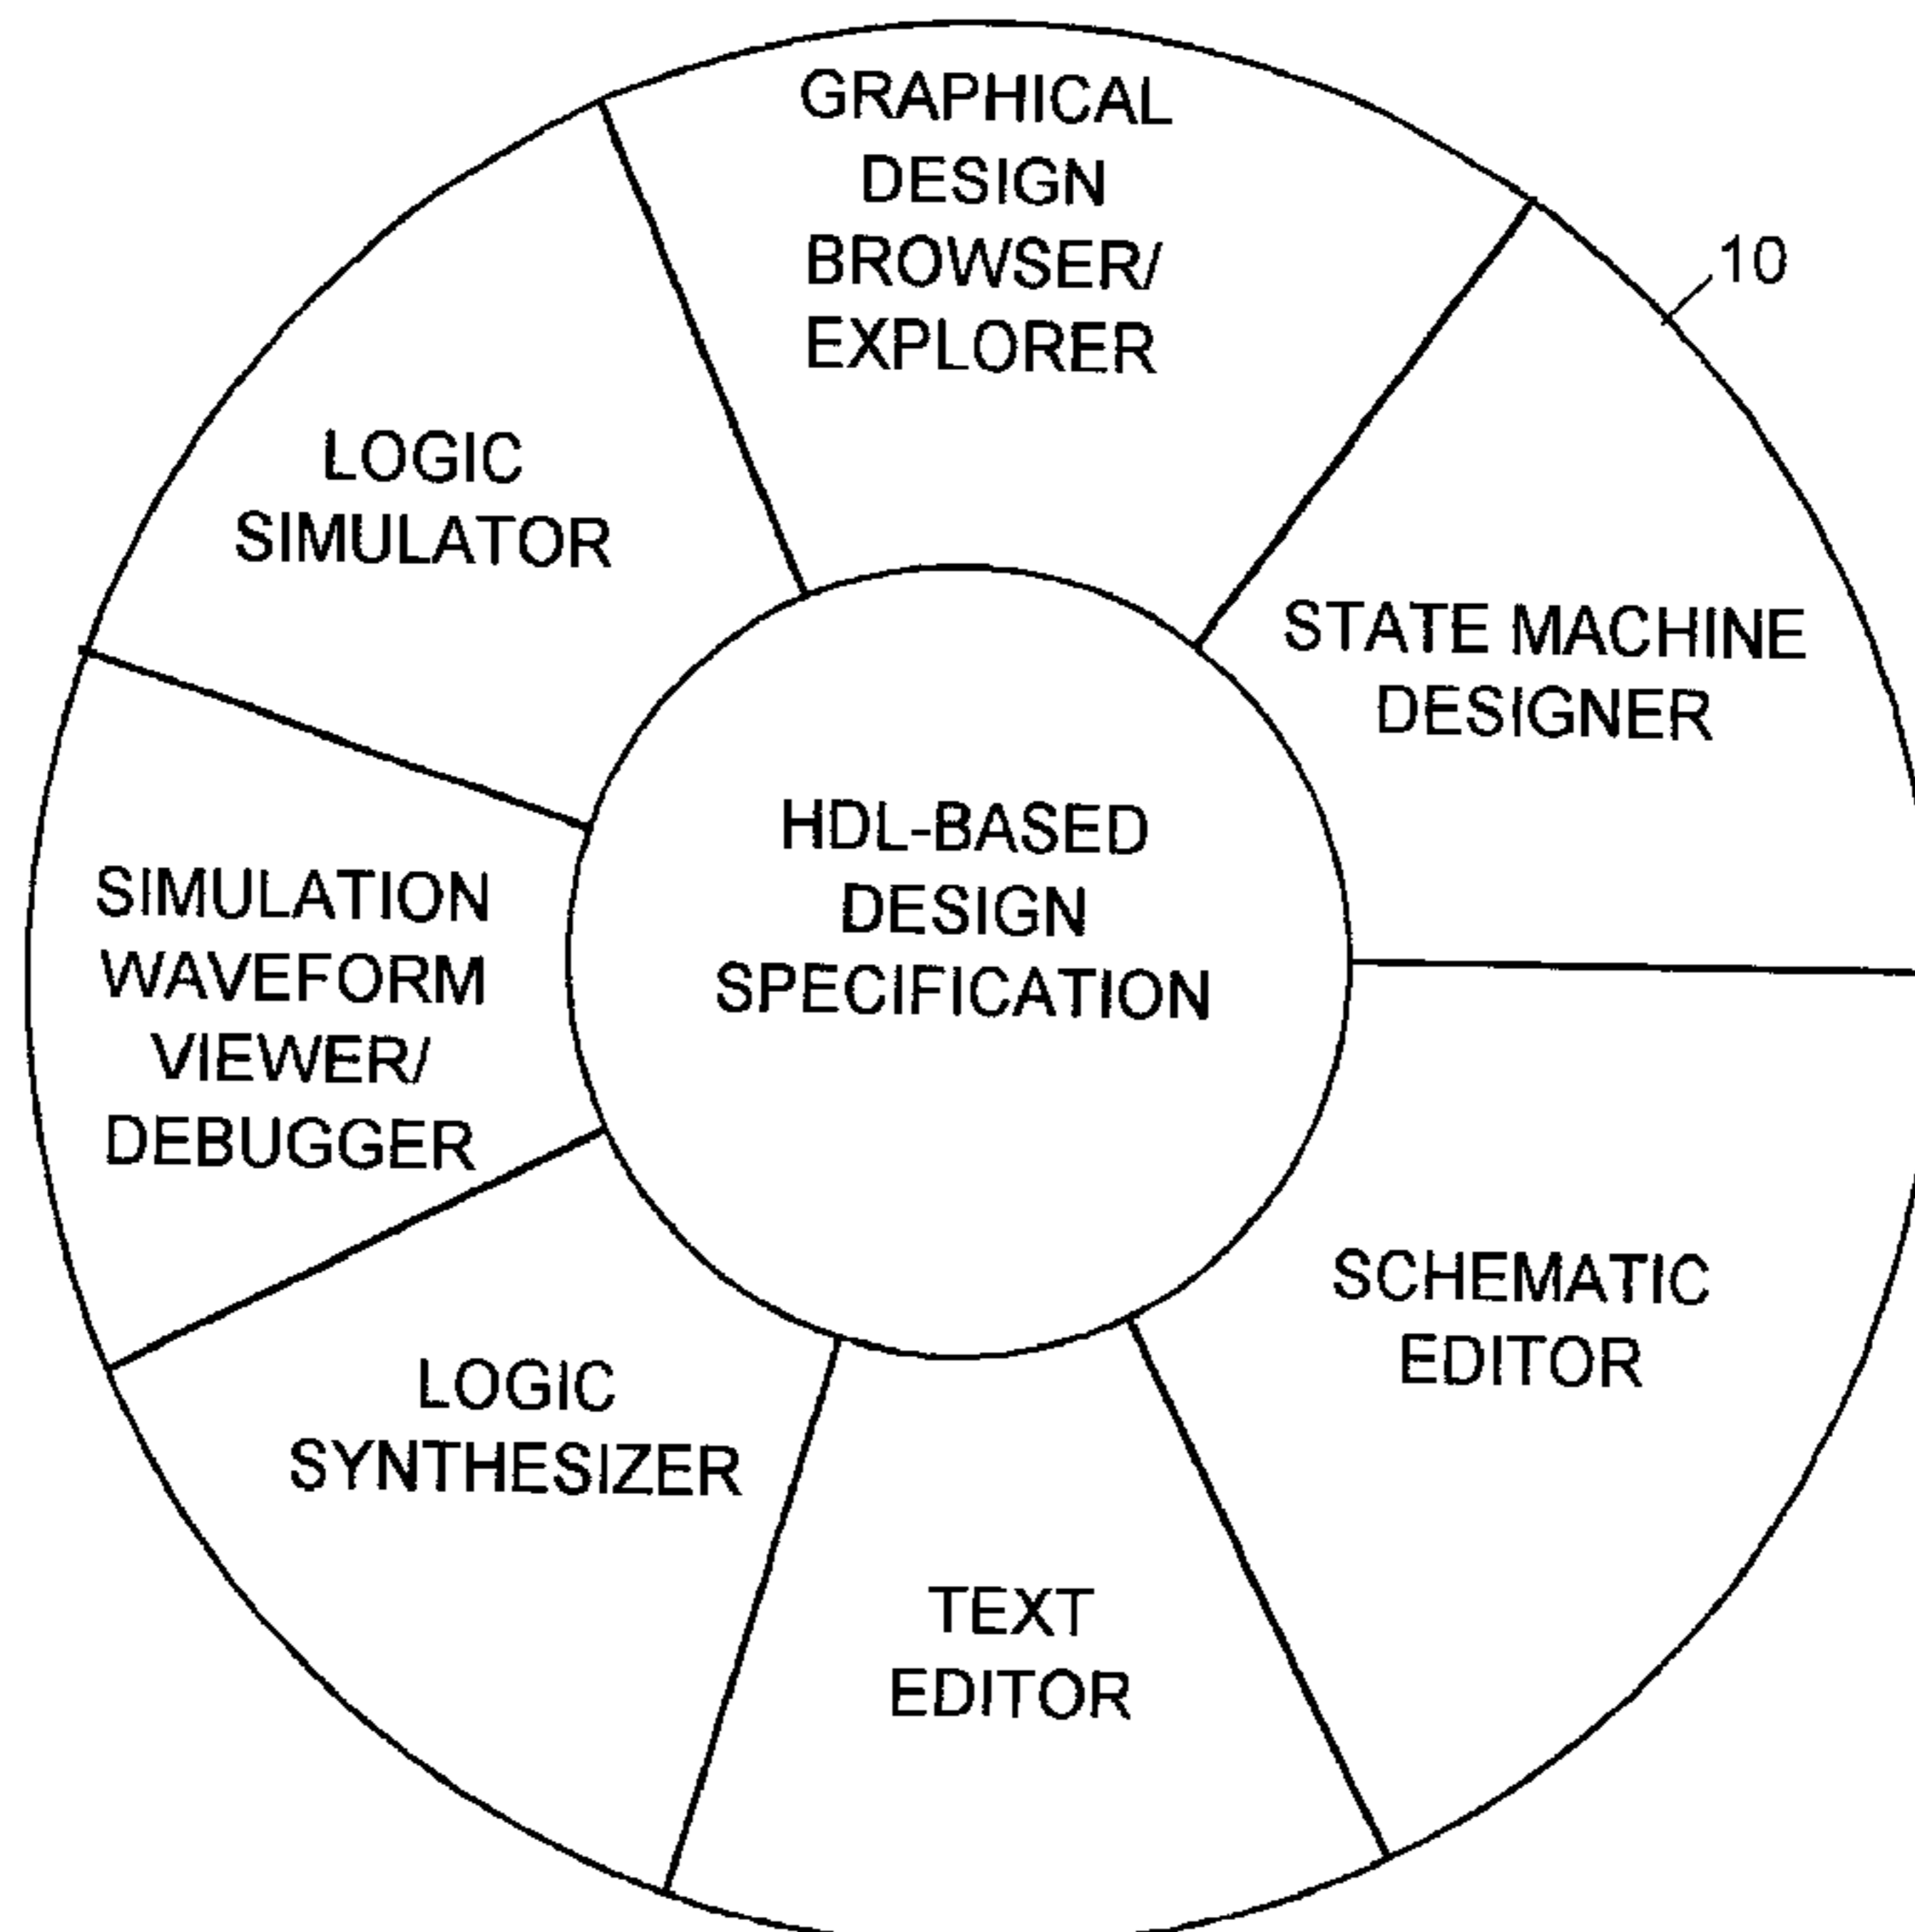 GRAPHICAL
DESIGN
BROWSER/
EXPLORER
10
LOGIC
SIMULATOR
STATE MACHINE
DESIGNER
HDL-BASED
DESIGN
SPECIFICATION
SIMULATION
WAVEFORM
VIEWER/
DEBUGGER
SCHEMATIC
EDITOR
LOGIC
SYNTHESIZER
TEXT
EDITOR